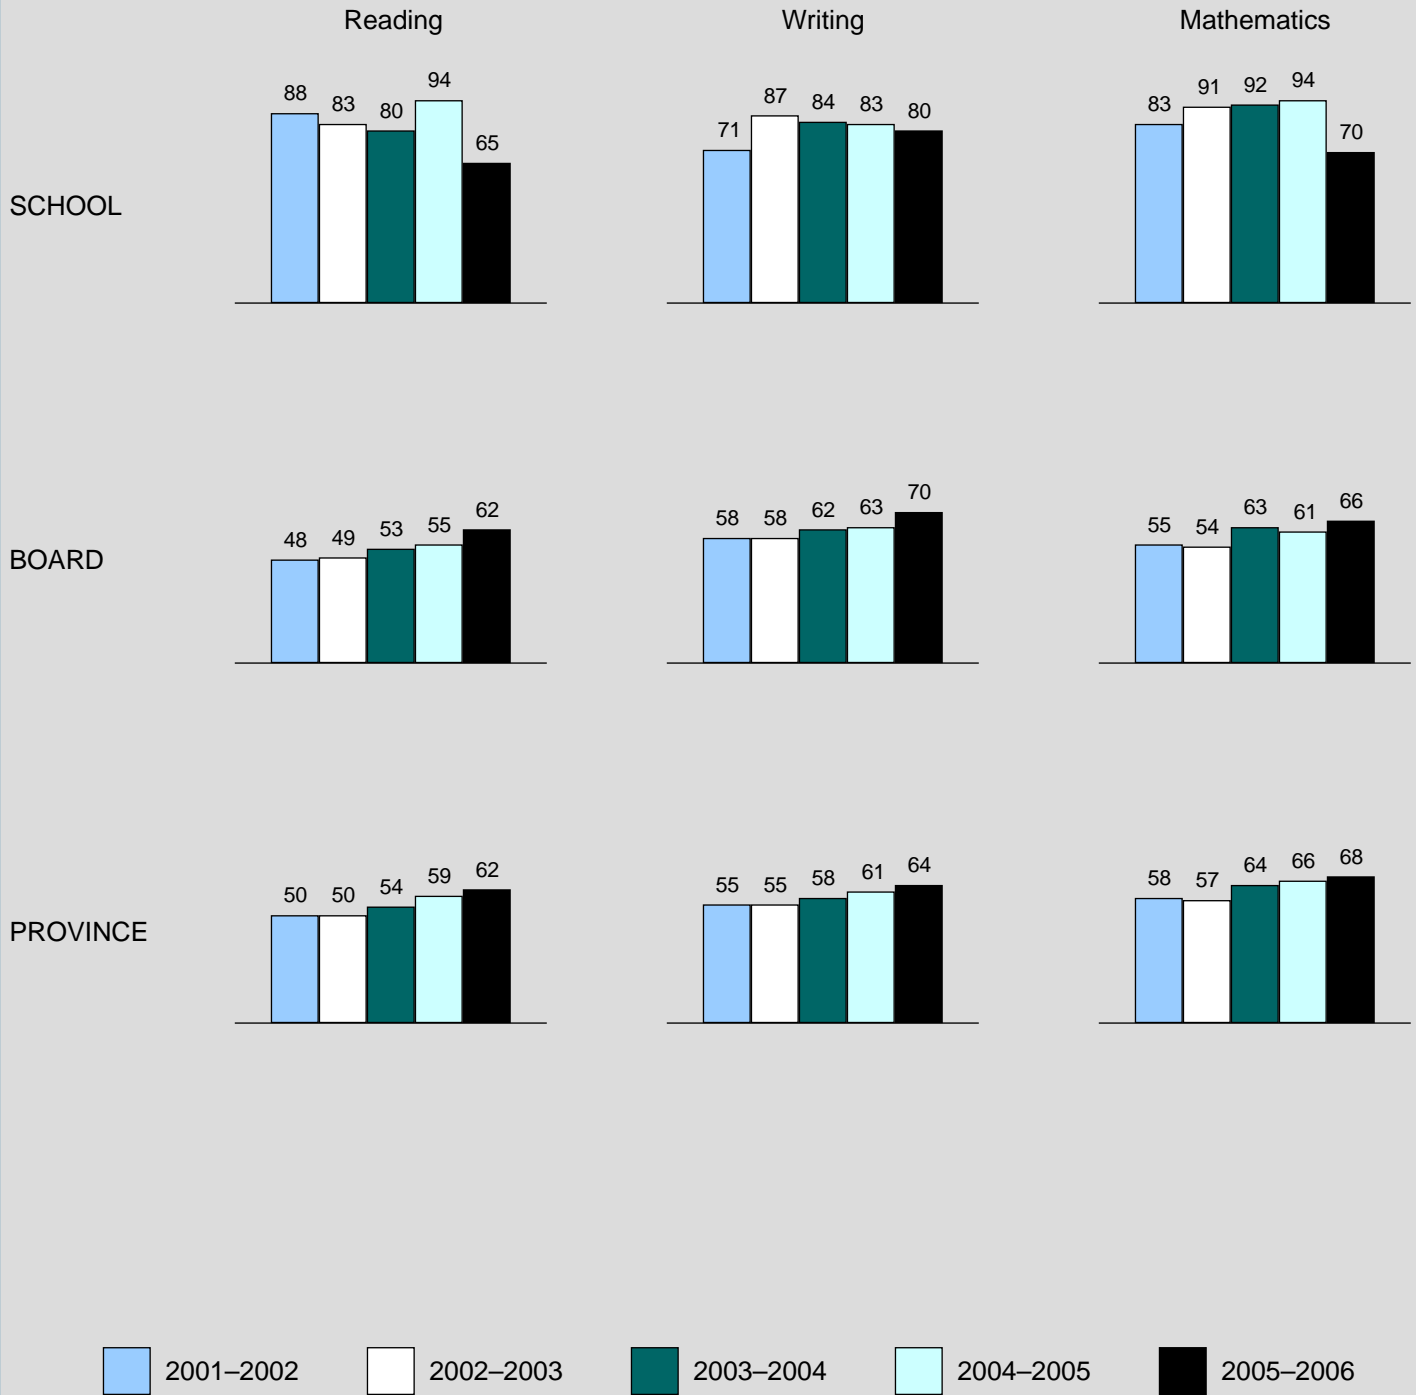 Reading Writing Mathematics
SCHOOL
88 83 80 94 65
71 87 84 83 80
83 91 92 94 70
BOARD
48 49 53 55 62
58 58 62 63 70
55 54 63 61 66
PROVINCE
50 50 54 59 62
55 55 58 61 64
58 57 64 66 68
2001–2002 2002–2003 2003–2004 2004–2005 2005–2006